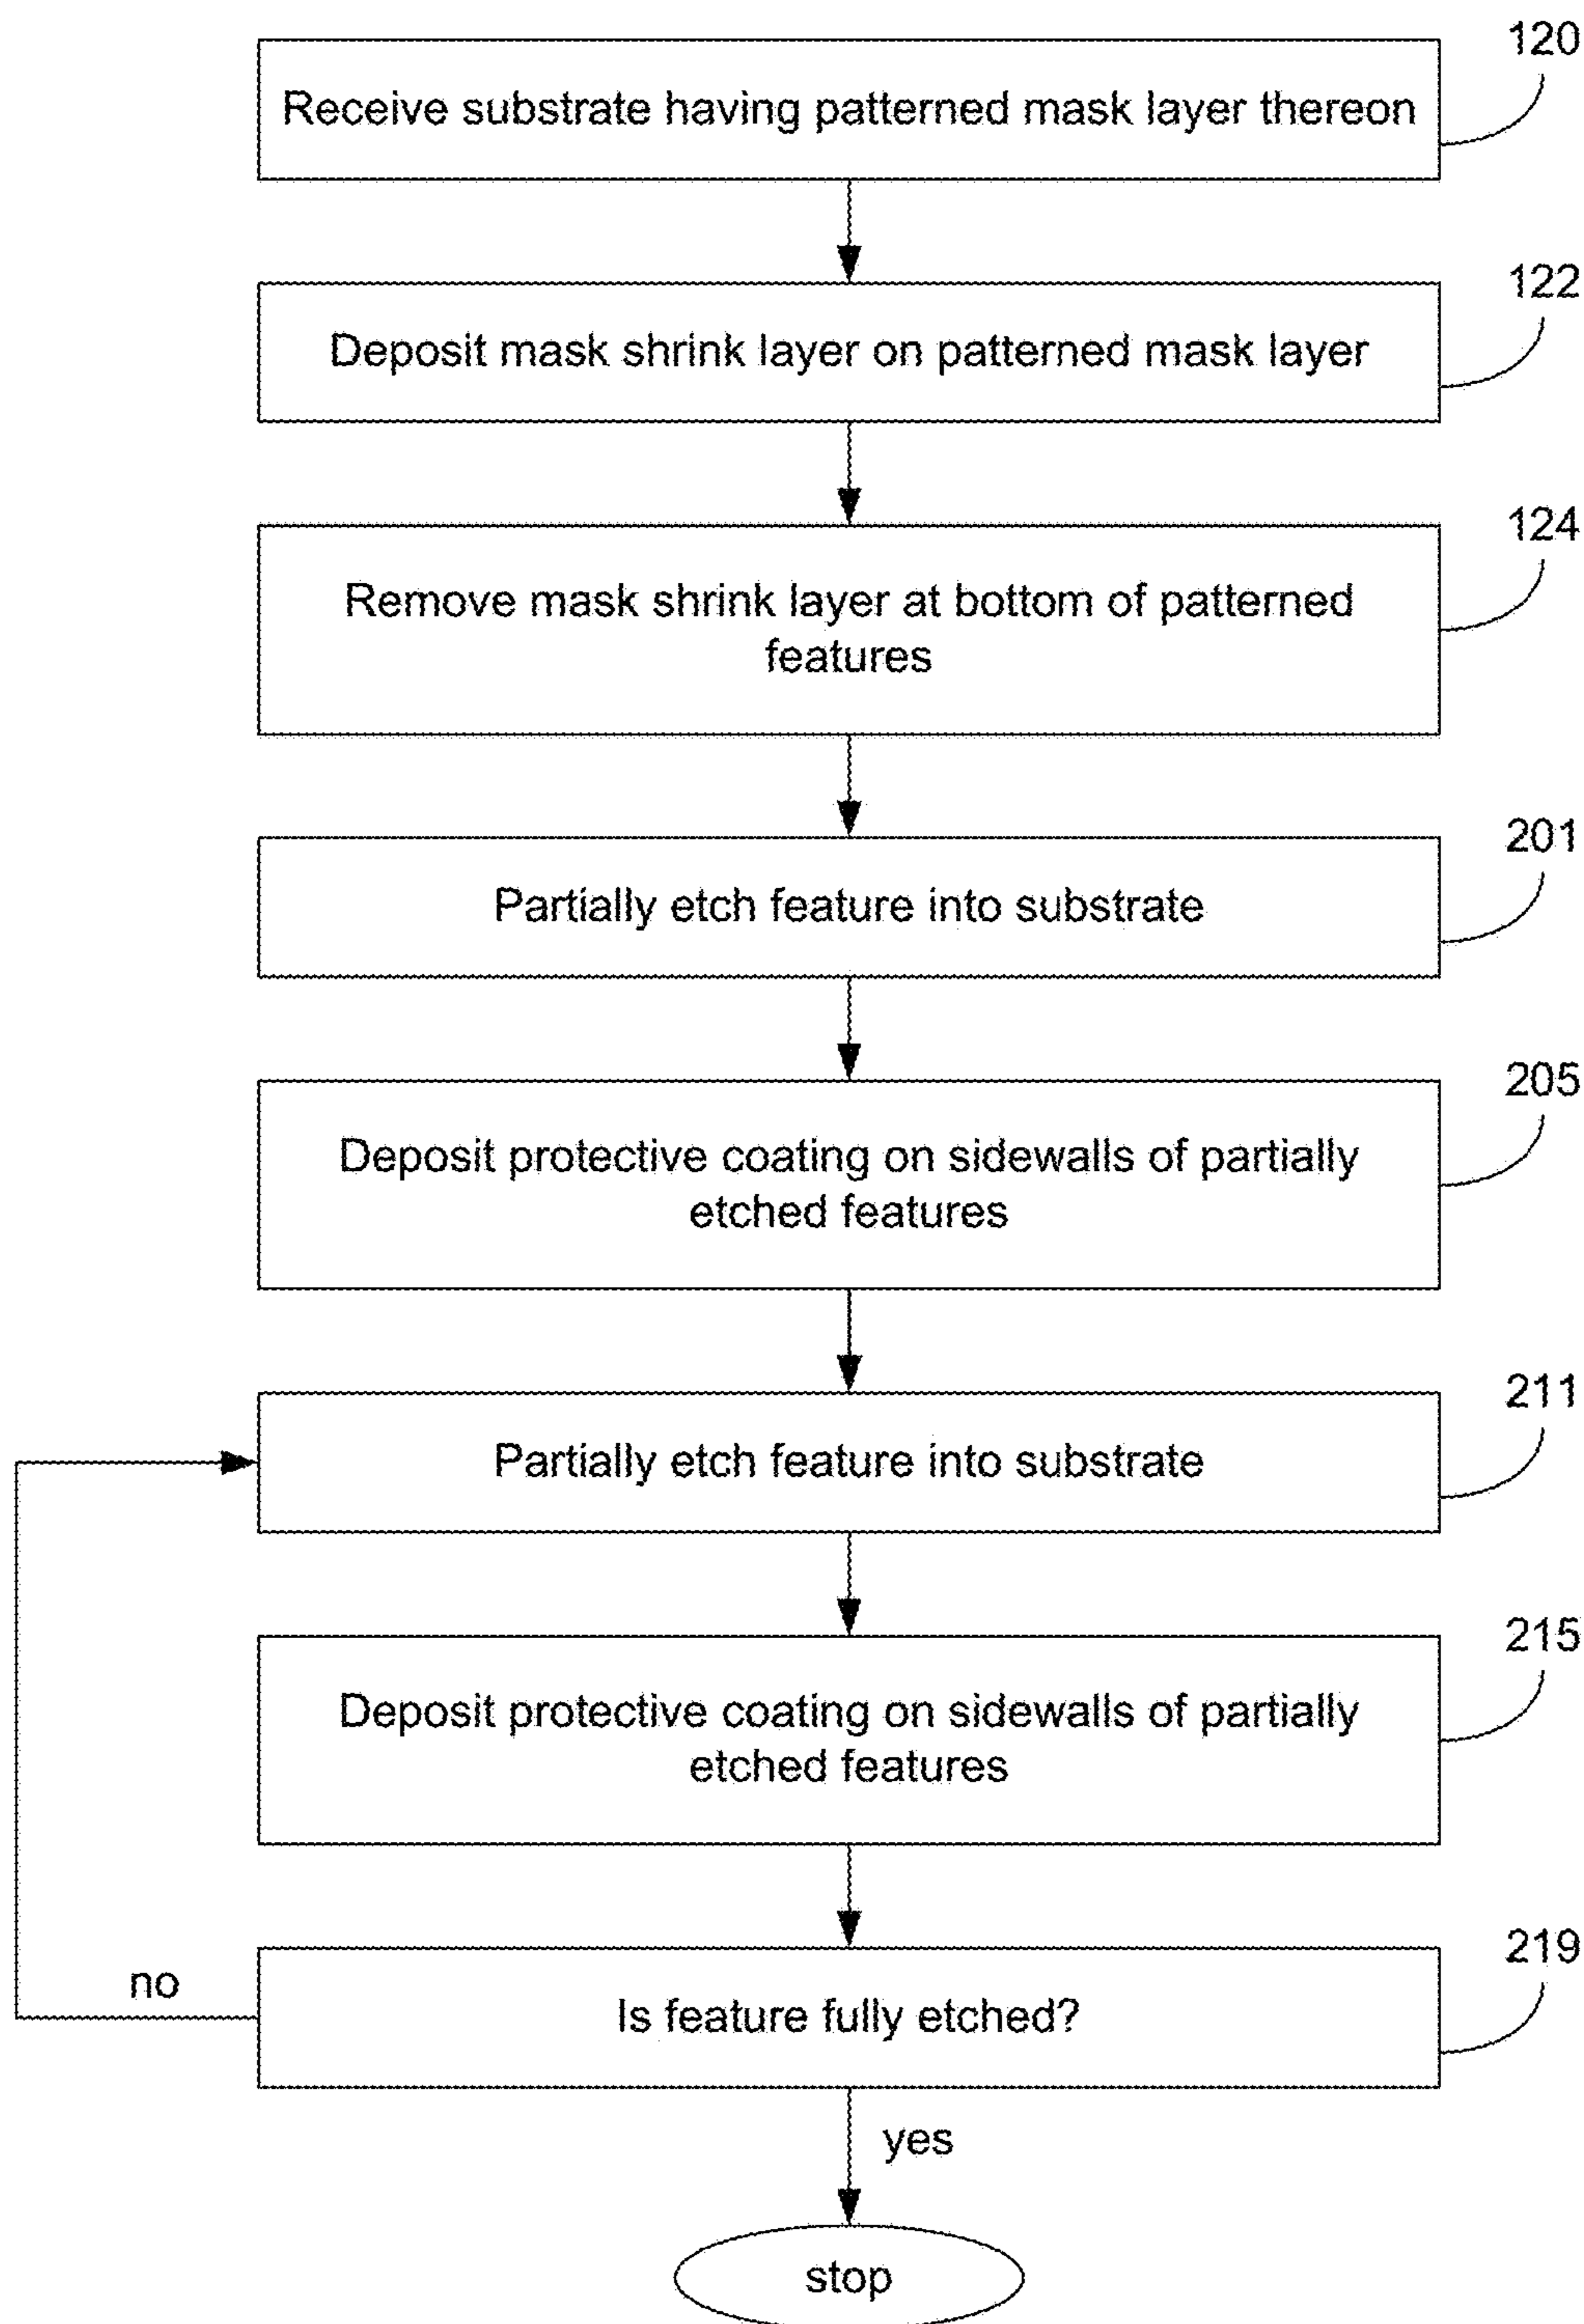 120
Receive substrate having patterned mask layer thereon
122
Deposit mask shrink layer on patterned mask layer
124
Remove mask shrink layer at bottom of patterned
features
201
Partially etch feature into substrate
205
Deposit protective coating on sidewalls of partially
etched features
211
Partially etch feature into substrate
215
Deposit protective coating on sidewalls of partially
etched features
219
no
Is feature fully etched?
yes
stop